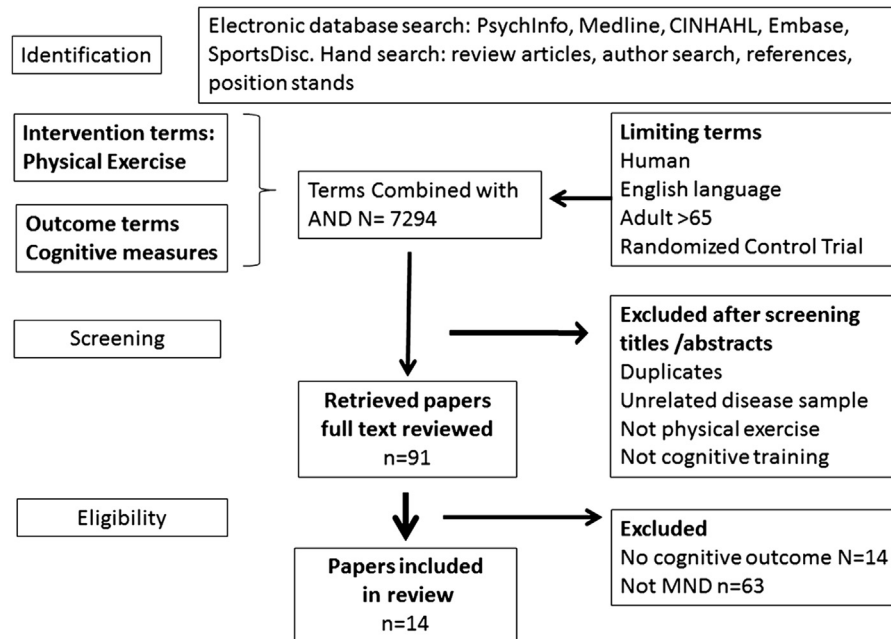 Identification
Electronic database search: PsychInfo, Medline, CINHAHL, Embase,
SportsDisc. Hand search: review articles, author search, references,
position stands
Intervention terms:
Physical Exercise
Outcome terms
Cognitive measures
Terms Combined with
AND N= 7294
Limiting terms
Human
English language
Adult >65
Randomized Control Trial
Screening
Excluded after screening
titles /abstracts
Duplicates
Unrelated disease sample
Not physical exercise
Not cognitive training
Retrieved papers
full text reviewed
n=91
Eligibility
Excluded
No cognitive outcome N=14
Not MND n=63
Papers included
in review
n=14